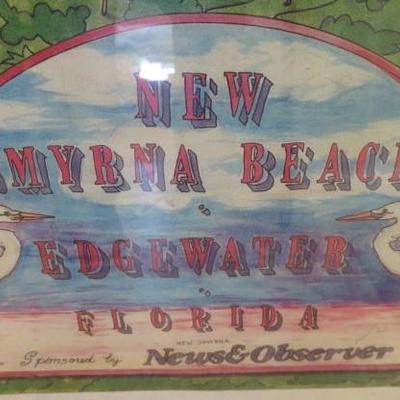 NEW
MYRNA BEAC
EDGEWATER
FLORIDA
NEW SMYRNA
Sponsored by News & Observer